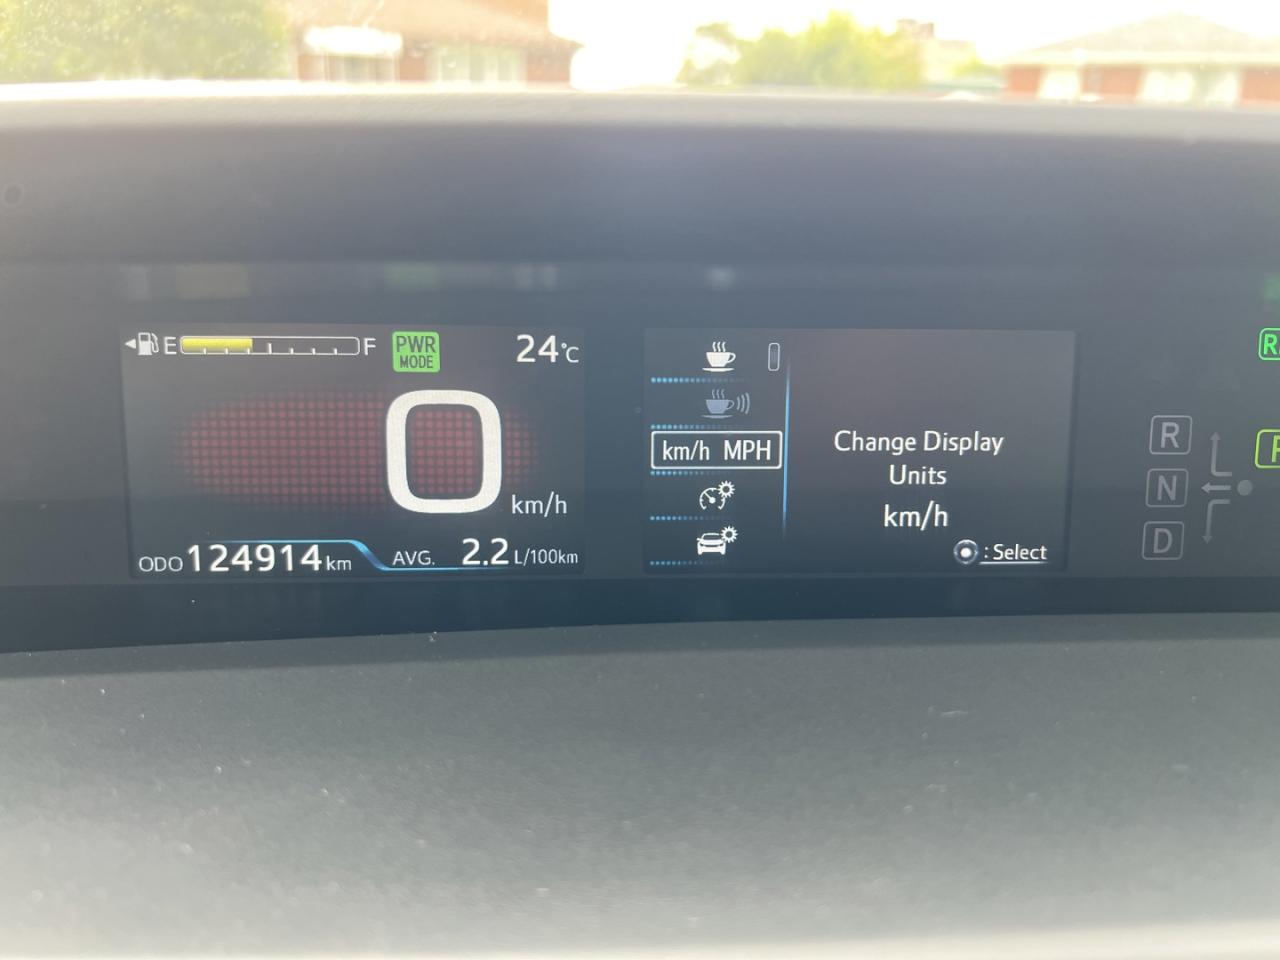 E F PWR MODE 24°C
0 km/h
ODO 124914 km AVG. 2.2 L/100km
km/h MPH
Change Display
Units
km/h
: Select
R
N
D